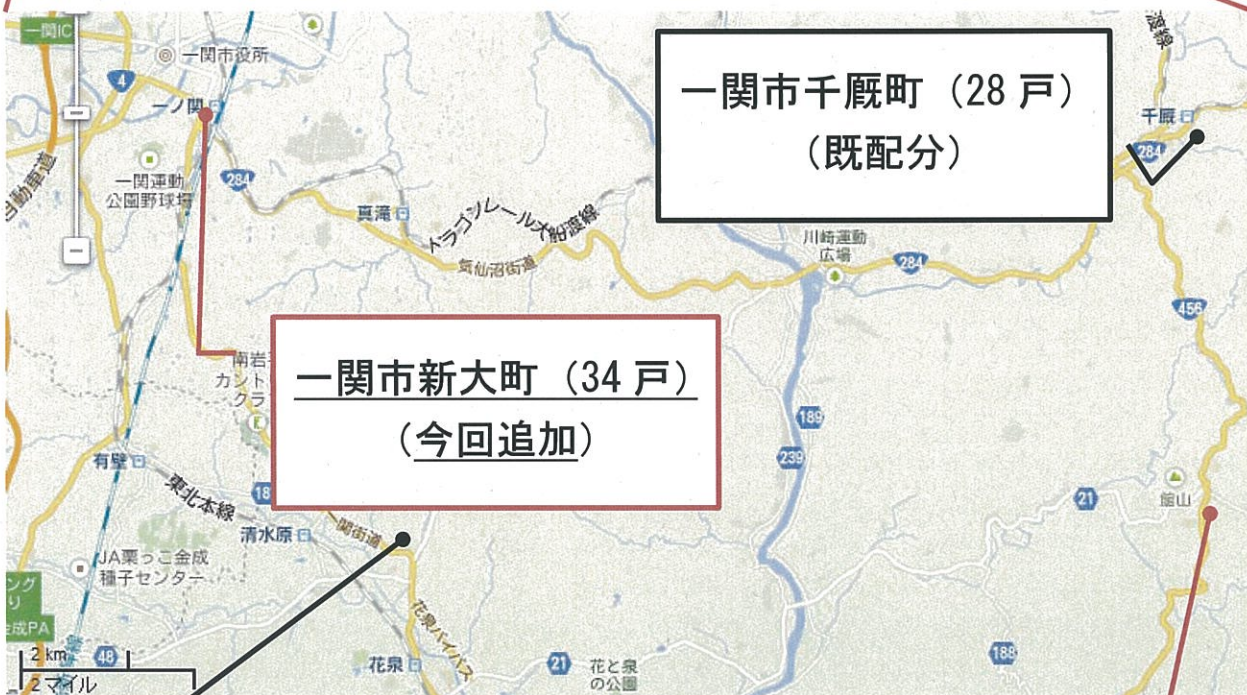 一関IC
一関市役所
4
一ノ関
一関運動
公園野球場
284
真滝
ドラゴンレール大船渡線
気仙沼街道
284
川崎運動
広場
284
千厩
456
一関市千厩町（28 戸）
（既配分）
一関市新大町（34 戸）
（今回追加）
南岩
カント
クラ
有壁
東北本線
清水原
一関街道
18
189
239
21
館山
JA栗っこ金成
種子センター
金成PA
48
2 km
2 マイル
花泉
花泉バイパス
21
花と泉
の公園
188